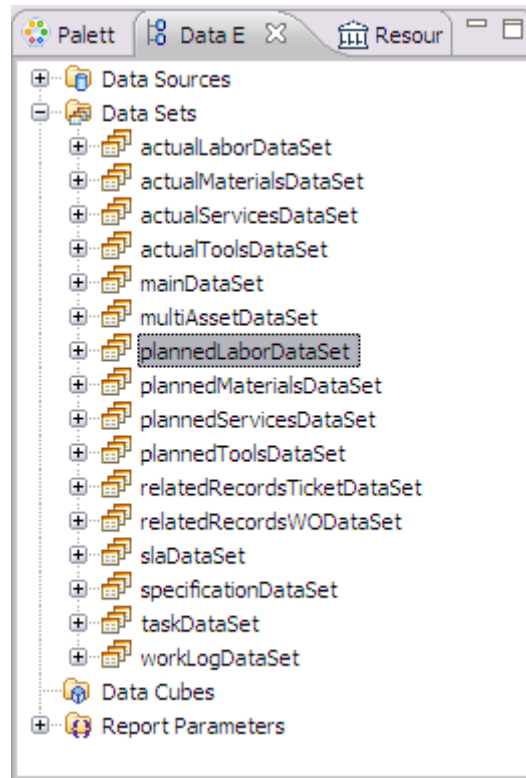 Palett Data E Resour
Data Sources
Data Sets
actualLaborDataSet
actualMaterialsDataSet
actualServicesDataSet
actualToolsDataSet
mainDataSet
multiAssetDataSet
plannedLaborDataSet
plannedMaterialsDataSet
plannedServicesDataSet
plannedToolsDataSet
relatedRecordsTicketDataSet
relatedRecordsWODataSet
slaDataSet
specificationDataSet
taskDataSet
workLogDataSet
Data Cubes
Report Parameters